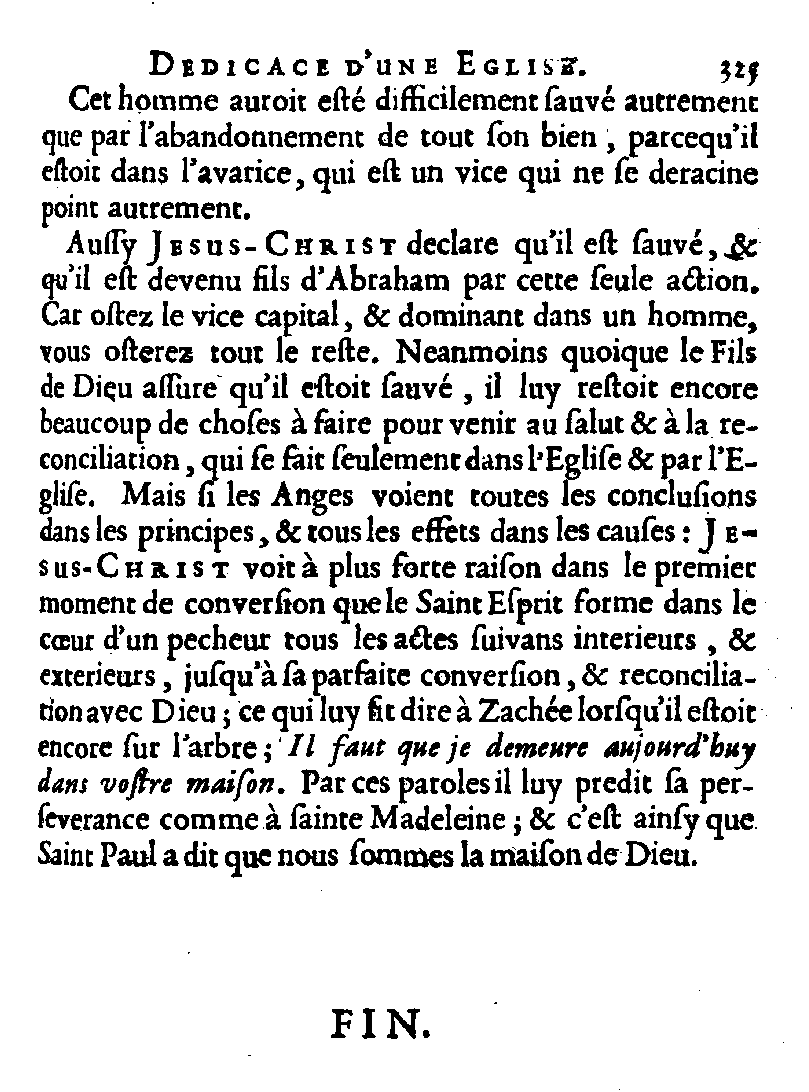 DEDICACE D'UNE EGLISE. 325
Cet homme auroit eſté difficilement ſauvé autrement
que par l'abandonnement de tout ſon bien, parcequ'il
eſtoit dans l'avarice, qui eſt un vice qui ne ſe deracine
point autrement.
Auſſy JESUS-CHRIST declare qu'il eſt ſauvé, &
qu'il eſt devenu fils d'Abraham par cette ſeule action.
Car oſtez le vice capital, & dominant dans un homme,
vous oſterez tout le reſte. Neanmoins quoique le Fils
de Dieu aſſure qu'il eſtoit ſauvé, il luy reſtoit encore
beaucoup de choſes à faire pour venir au ſalut & à la re-
conciliation, qui ſe fait ſeulement dans l'Egliſe & par l'E-
gliſe. Mais ſi les Anges voient toutes les concluſions
dans les principes, & tous les effets dans les cauſes: JE-
SUS-CHRIST voit à plus forte raiſon dans le premier
moment de converſion que le Saint Eſprit forme dans le
cœur d'un pecheur tous les actes ſuivans interieurs, &
exterieurs, juſqu'à ſa parfaite converſion, & reconcilia-
tion avec Dieu; ce qui luy fit dire à Zachée lorſqu'il eſtoit
encore ſur l'arbre; Il faut que je demeure aujourd'huy
dans voſtre maiſon. Par ces paroles il luy predit ſa per-
ſeverance comme à ſainte Madeleine; & c'eſt ainſy que
Saint Paul a dit que nous ſommes la maiſon de Dieu.
FIN.